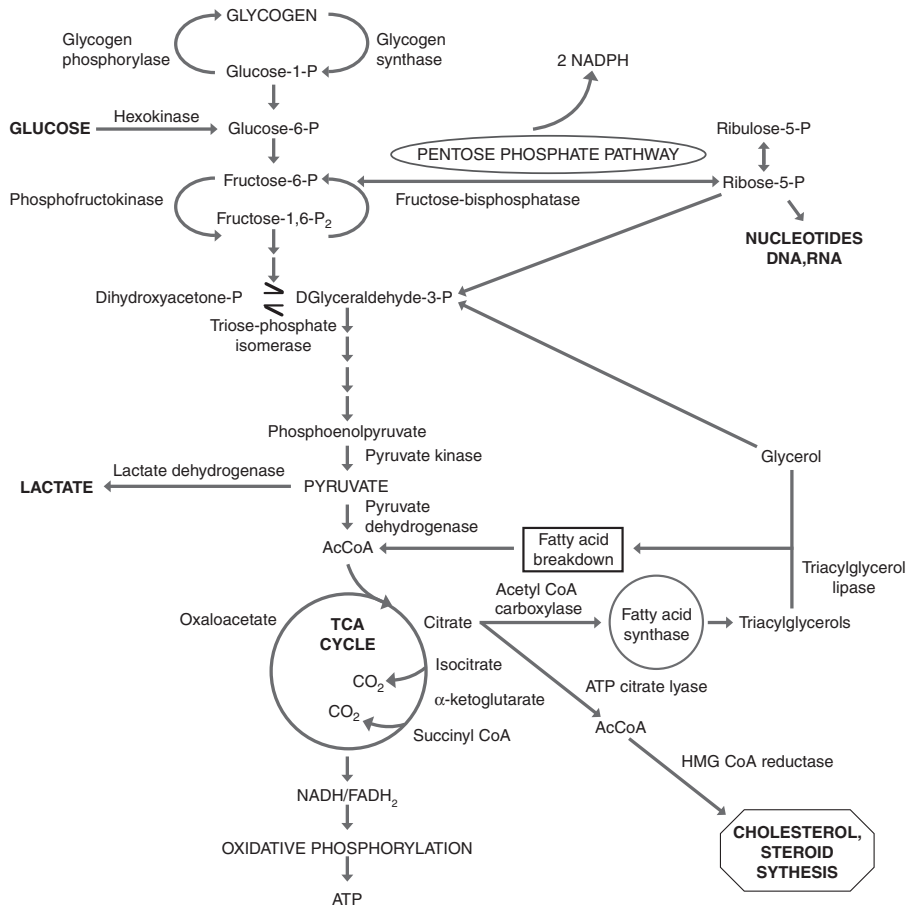 GLYCOGEN
Glycogen
phosphorylase
Glycogen
synthase
Glucose-1-P
2 NADPH
GLUCOSE
Hexokinase
Glucose-6-P
Ribulose-5-P
PENTOSE PHOSPHATE PATHWAY
Fructose-6-P
Ribose-5-P
Phosphofructokinase
Fructose-bisphosphatase
Fructose-1,6-P₂
NUCLEOTIDES
DNA,RNA
Dihydroxyacetone-P
DGlyceraldehyde-3-P
Triose-phosphate
isomerase
Phosphoenolpyruvate
Pyruvate kinase
Glycerol
LACTATE
Lactate dehydrogenase
PYRUVATE
Pyruvate
dehydrogenase
AcCoA
Fatty acid
breakdown
Triacylglycerol
lipase
Acetyl CoA
carboxylase
Oxaloacetate
TCA
CYCLE
Citrate
Fatty acid
synthase
Triacylglycerols
Isocitrate
CO₂
α-ketoglutarate
ATP citrate lyase
CO₂
Succinyl CoA
AcCoA
HMG CoA reductase
NADH/FADH₂
CHOLESTEROL,
STEROID
SYTHESIS
OXIDATIVE PHOSPHORYLATION
ATP